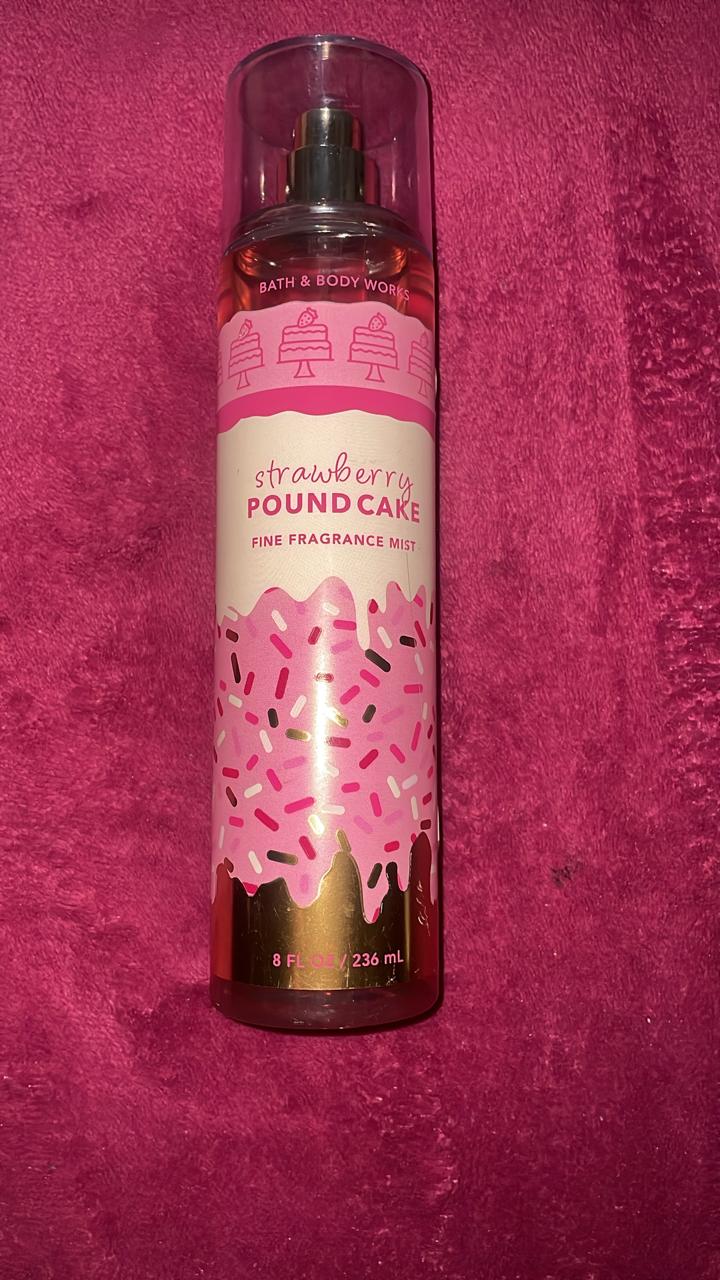 BATH & BODY WORKS
strawberry
POUND CAKE
FINE FRAGRANCE MIST
8 FL OZ / 236 mL